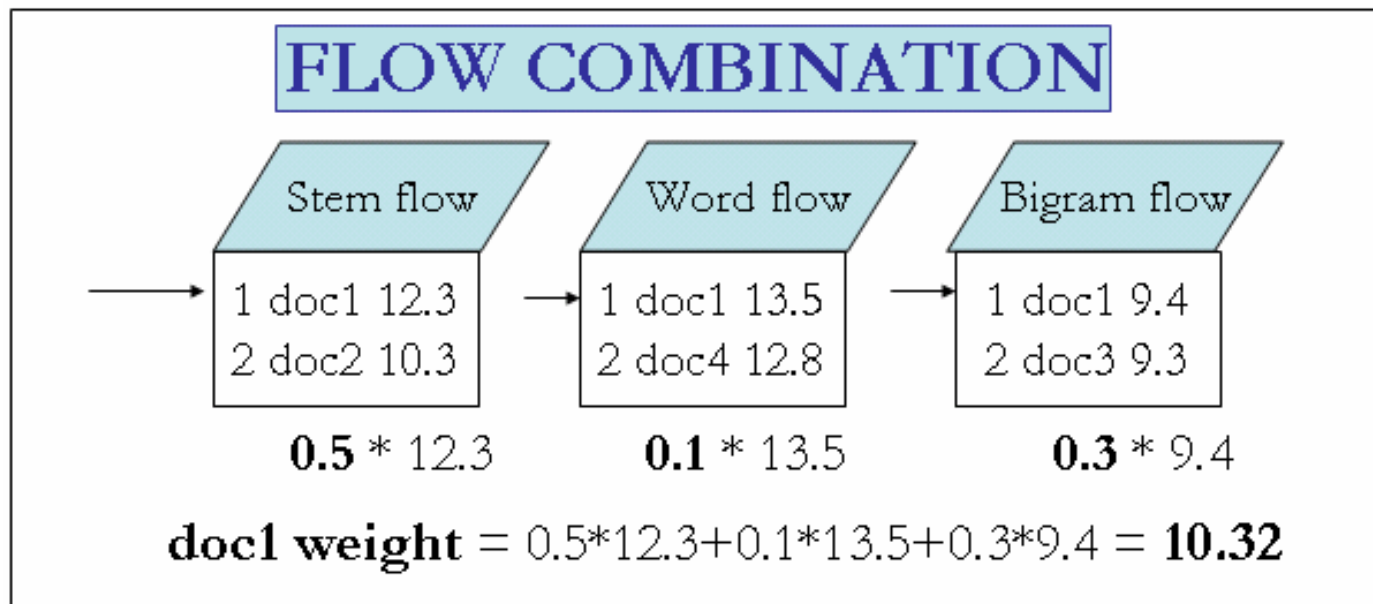 FLOW COMBINATION
Stem flow
1 doc1 12.3
2 doc2 10.3
0.5 * 12.3
Word flow
1 doc1 13.5
2 doc4 12.8
0.1 * 13.5
Bigram flow
1 doc1 9.4
2 doc3 9.3
0.3 * 9.4
doc1 weight = 0.5*12.3+0.1*13.5+0.3*9.4 = 10.32